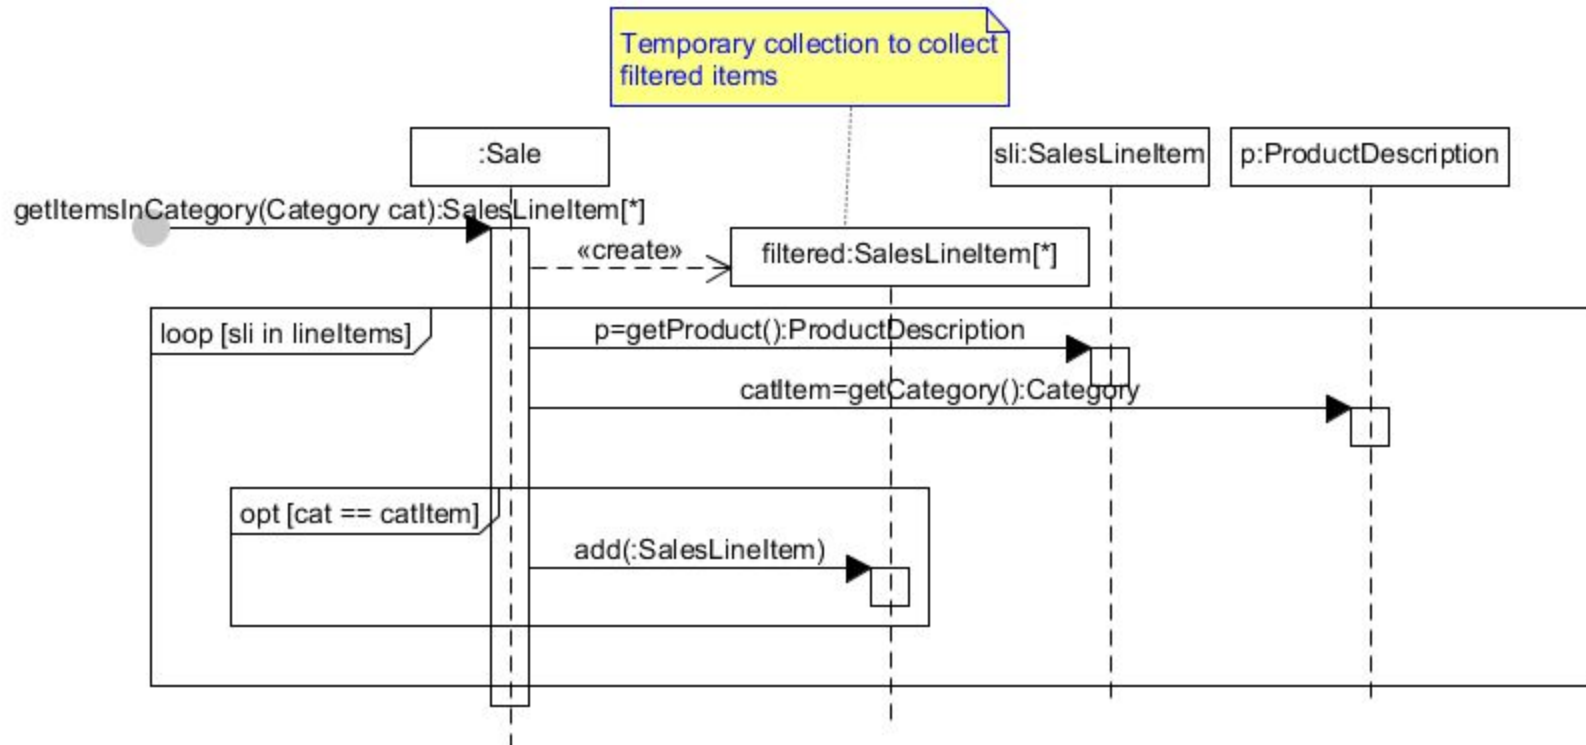 Temporary collection to collect
filtered items
:Sale
sli:SalesLineItem
p:ProductDescription
getItemsInCategory(Category cat):SalesLineItem[*]
«create»
filtered:SalesLineItem[*]
loop [sli in lineItems]
p=getProduct():ProductDescription
catItem=getCategory():Category
opt [cat == catItem]
add(:SalesLineItem)